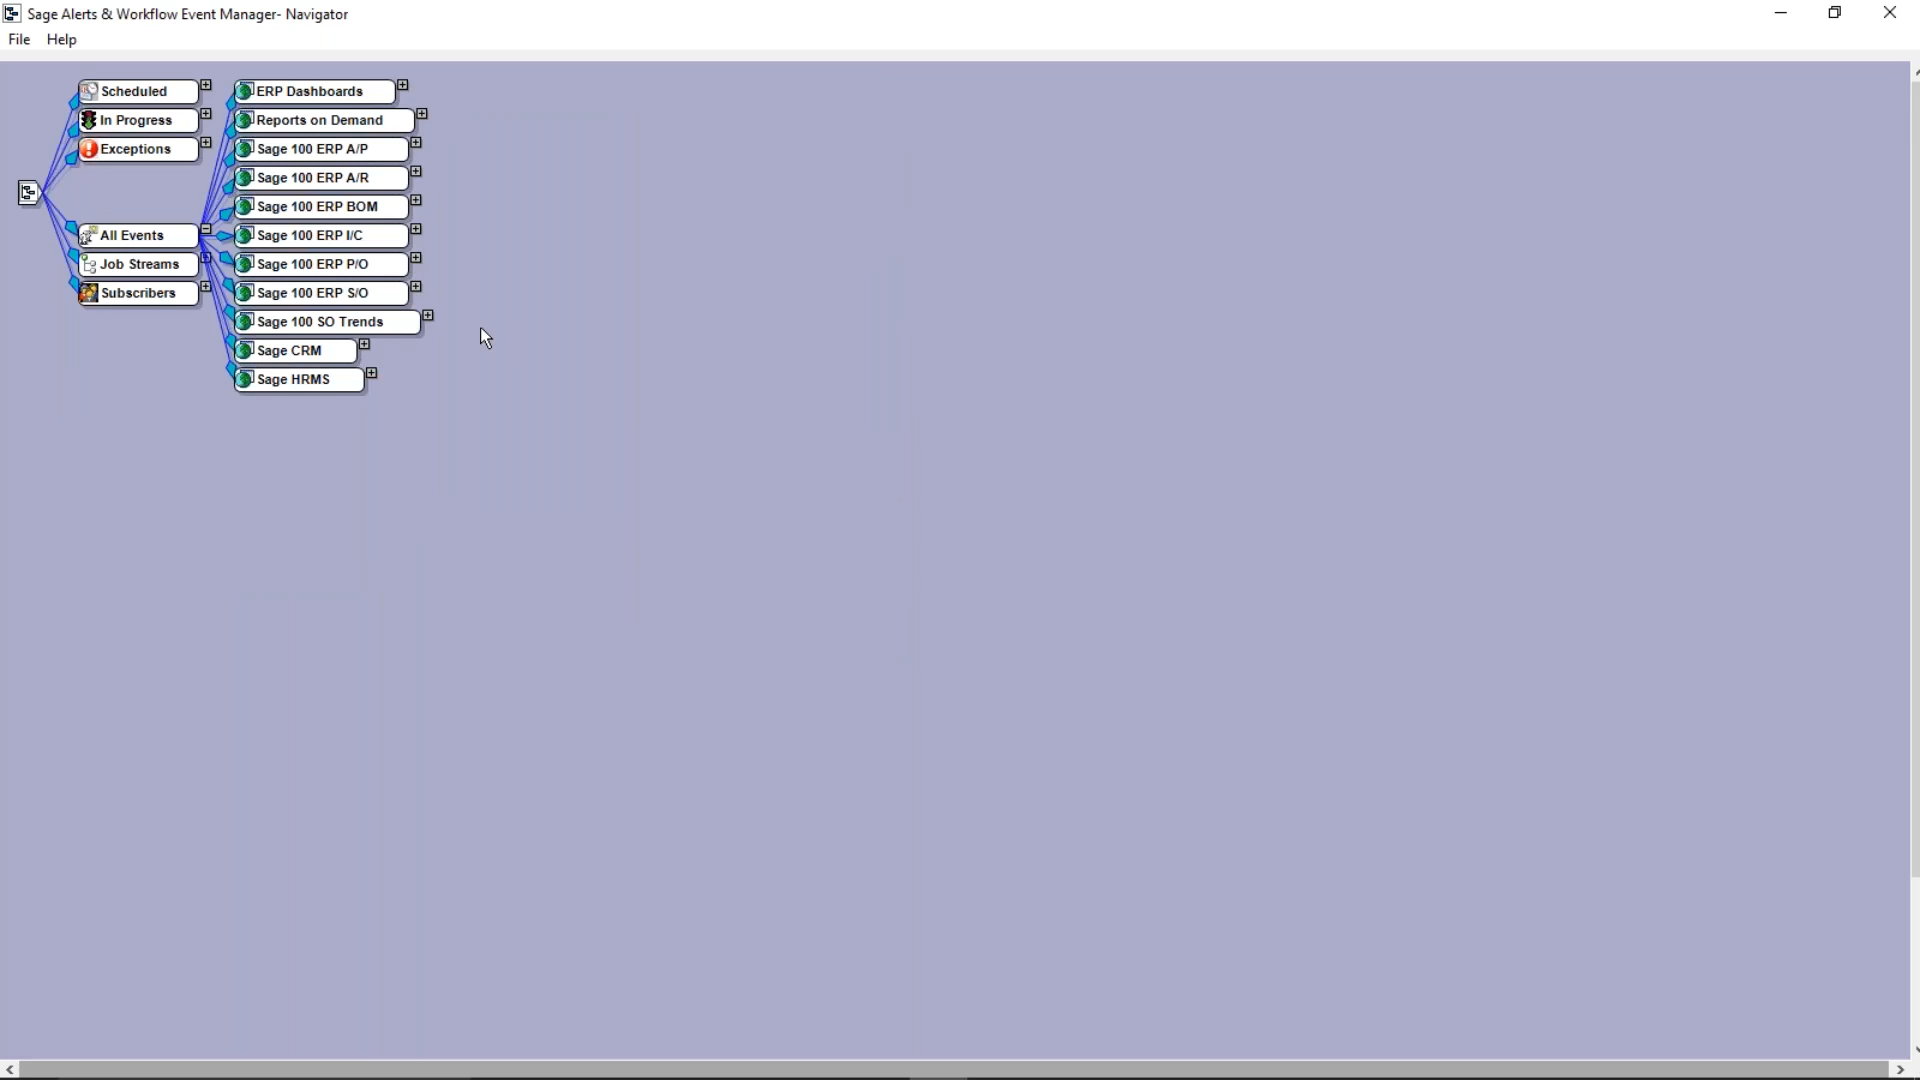 Sage Alerts & Workflow Event Manager- Navigator
File Help
Scheduled
In Progress
Exceptions
All Events
Job Streams
Subscribers
ERP Dashboards
Reports on Demand
Sage 100 ERP A/P
Sage 100 ERP A/R
Sage 100 ERP BOM
Sage 100 ERP I/C
Sage 100 ERP P/O
Sage 100 ERP S/O
Sage 100 SO Trends
Sage CRM
Sage HRMS